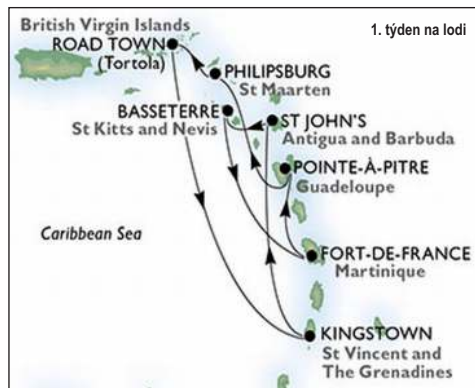 British Virgin Islands
1. týden na lodi
ROAD TOWN
(Tortola)
PHILIPSBURG
St Maarten
BASSETERRE
St Kitts and Nevis
ST JOHN'S
Antigua and Barbuda
POINTE-À-PITRE
Guadeloupe
Caribbean Sea
FORT-DE-FRANCE
Martinique
KINGSTOWN
St Vincent and
The Grenadines